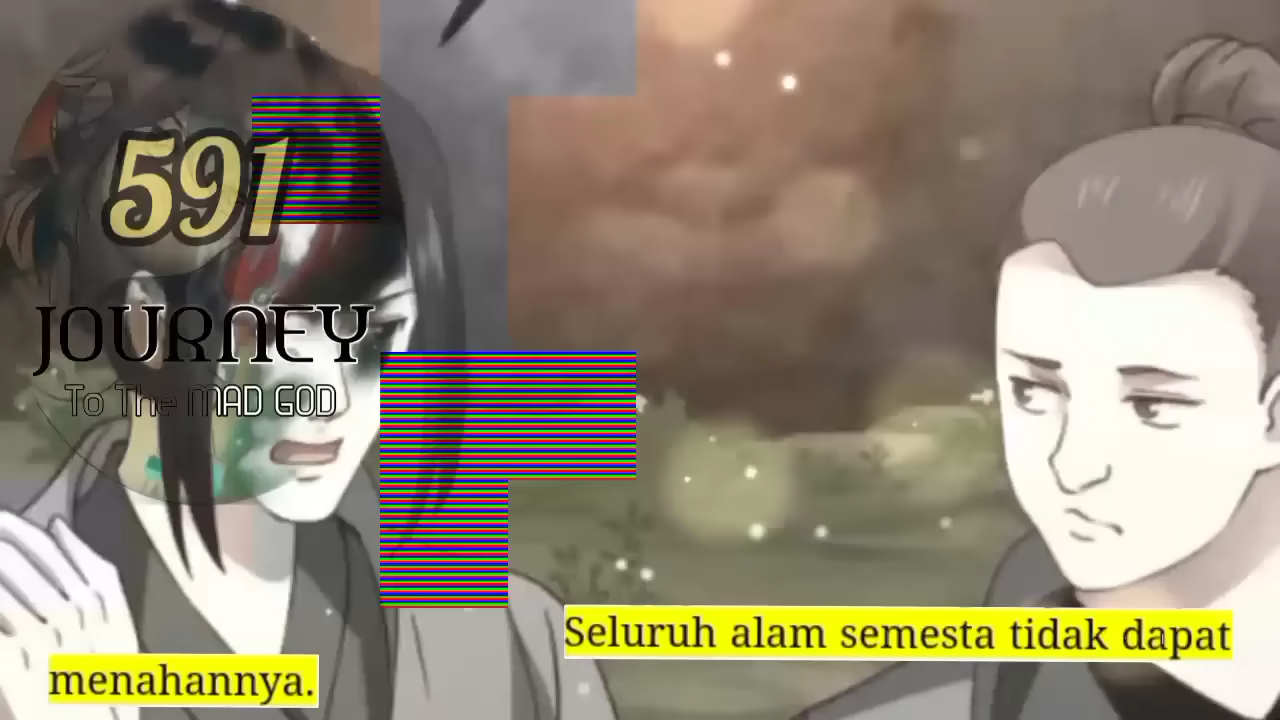 591
JOURNEY
To The MAD GOD
Seluruh alam semesta tidak dapat
menahannya.